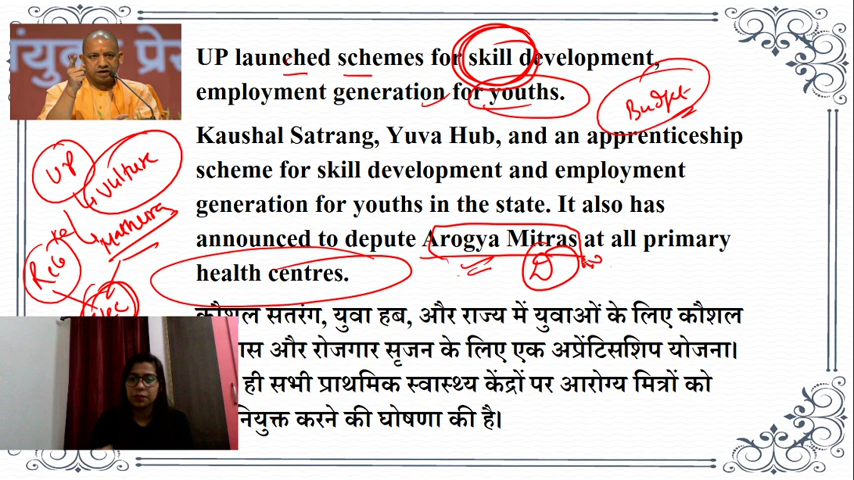 संयुक्त प्रे
UP launched schemes for skill development,
employment generation for youths.
Budget
Kaushal Satrang, Yuva Hub, and an apprenticeship
scheme for skill development and employment
generation for youths in the state. It also has
announced to depute Arogya Mitras at all primary
health centres.
UP
Vulture
Mathura
कौशल सतरंग, युवा हब, और राज्य में युवाओं के लिए कौशल
ास और रोजगार सृजन के लिए एक अप्रेंटिसशिप योजना।
ही सभी प्राथमिक स्वास्थ्य केंद्रों पर आरोग्य मित्रों को
नियुक्त करने की घोषणा की है।